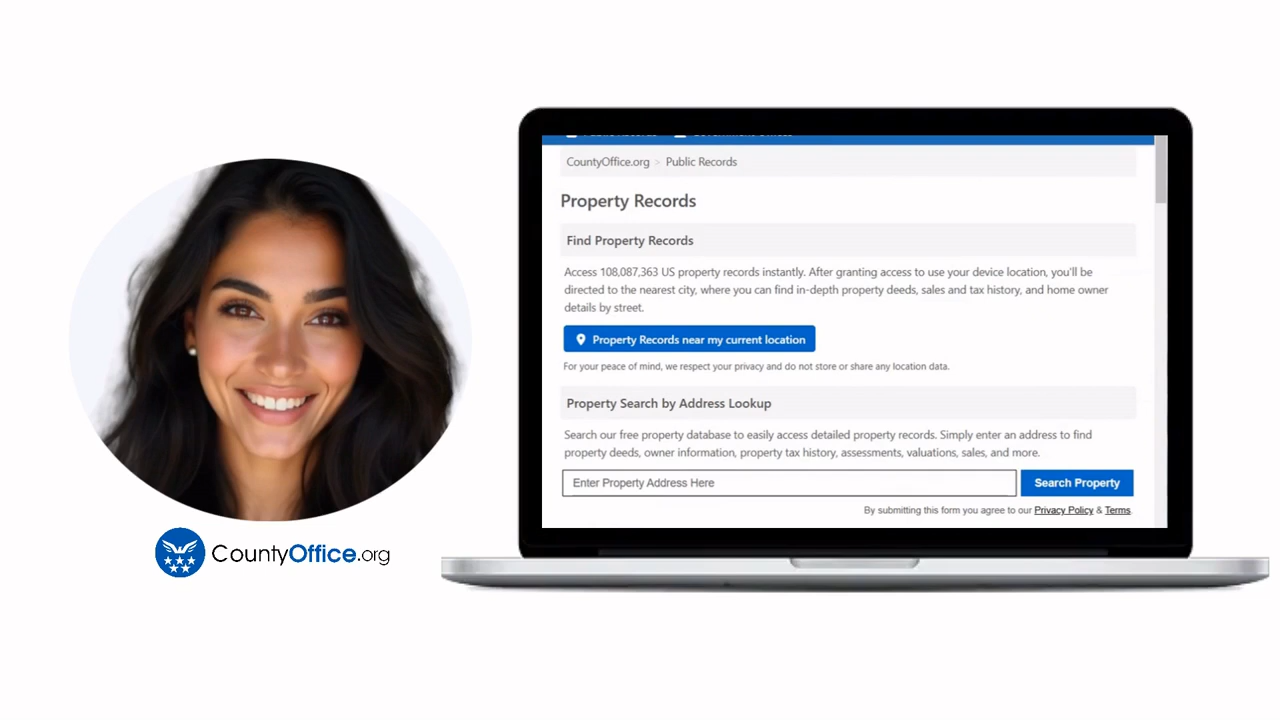 CountyOffice.org > Public Records
Property Records
Find Property Records
Access 108,087,363 US property records instantly. After granting access to use your device location, you'll be
directed to the nearest city, where you can find in-depth property deeds, sales and tax history, and home owner
details by street.
Property Records near my current location
For your peace of mind, we respect your privacy and do not store or share any location data.
Property Search by Address Lookup
Search our free property database to easily access detailed property records. Simply enter an address to find
property deeds, owner information, property tax history, assessments, valuations, sales, and more.
Enter Property Address Here
Search Property
By submitting this form you agree to our Privacy Policy & Terms.
CountyOffice.org